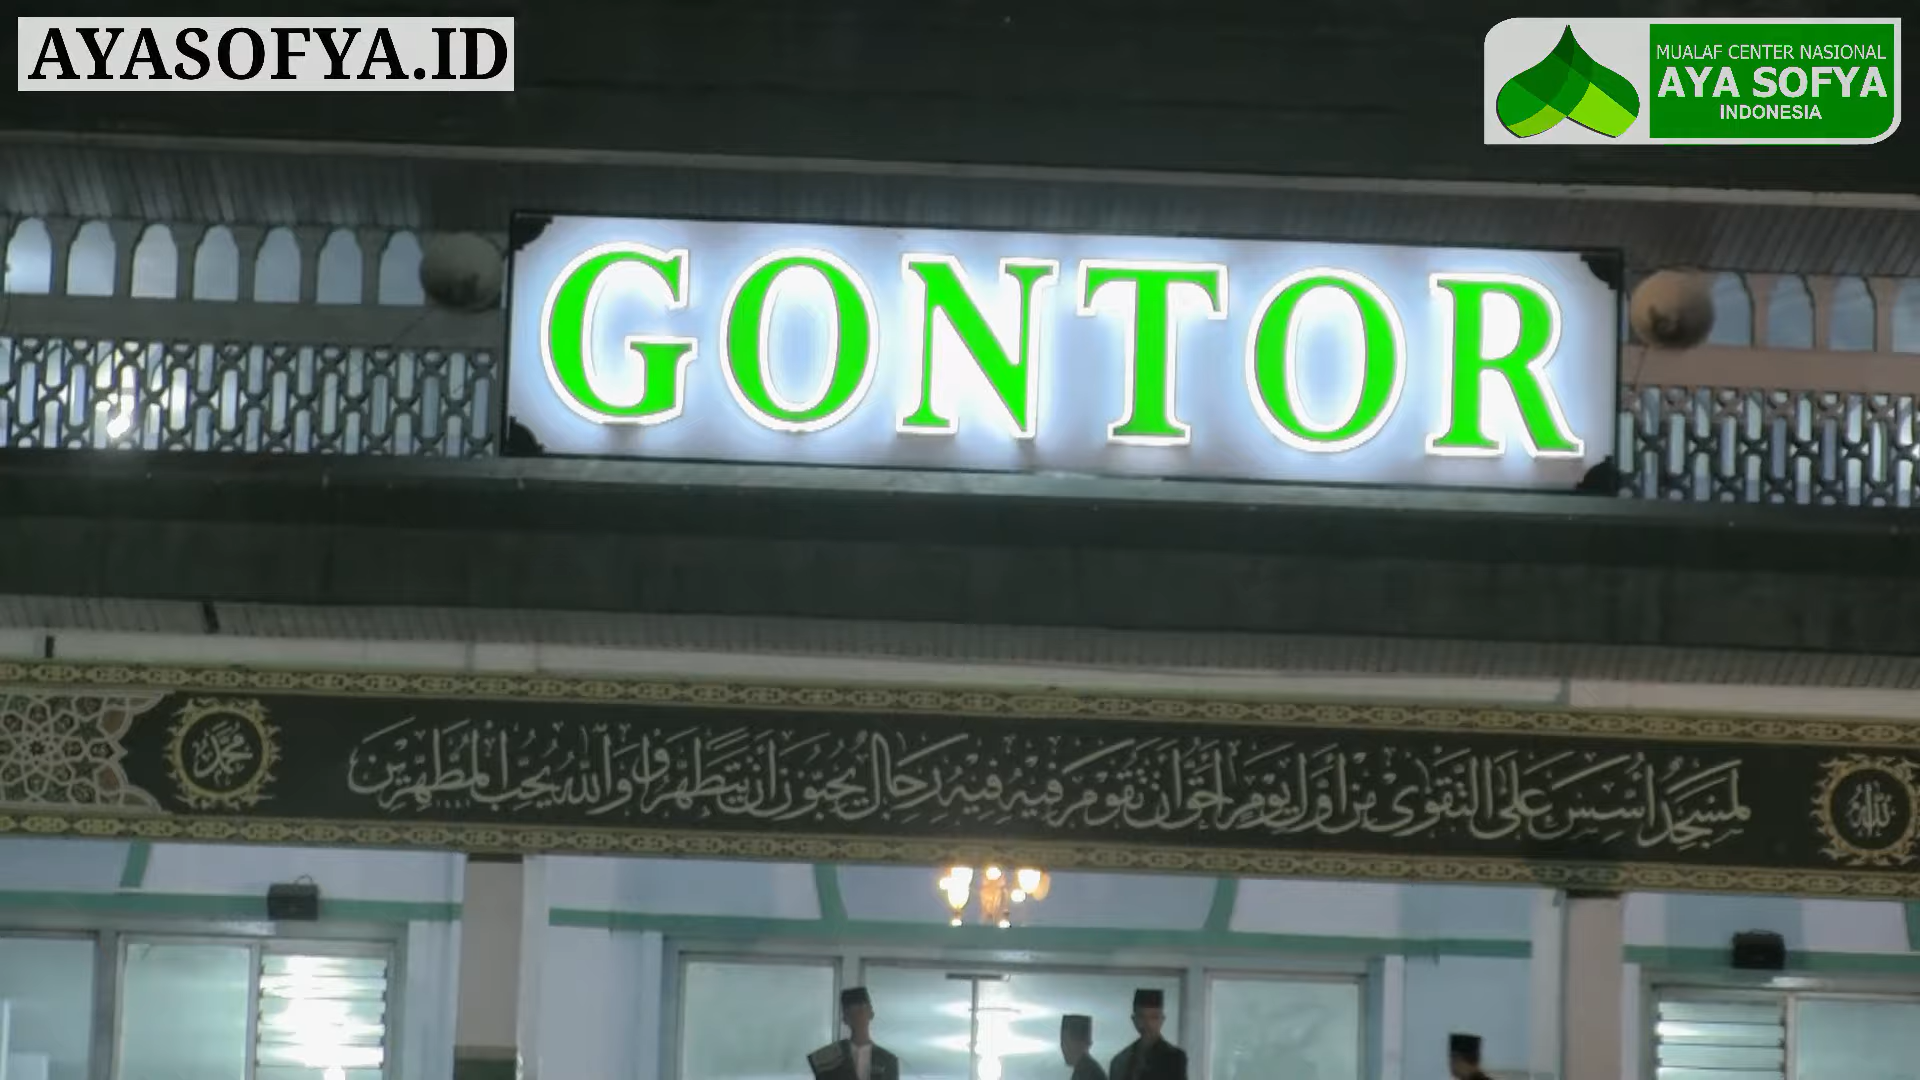 AYASOFYA.ID
MUALAF CENTER NASIONAL
AYA SOFYA
INDONESIA
GONTOR
الله
لمسجد أسس على التقوى من أول يوم أحق أن تقوم فيه فيه رجال يحبون أن يتطهروا والله يحب المطهرين
محمد